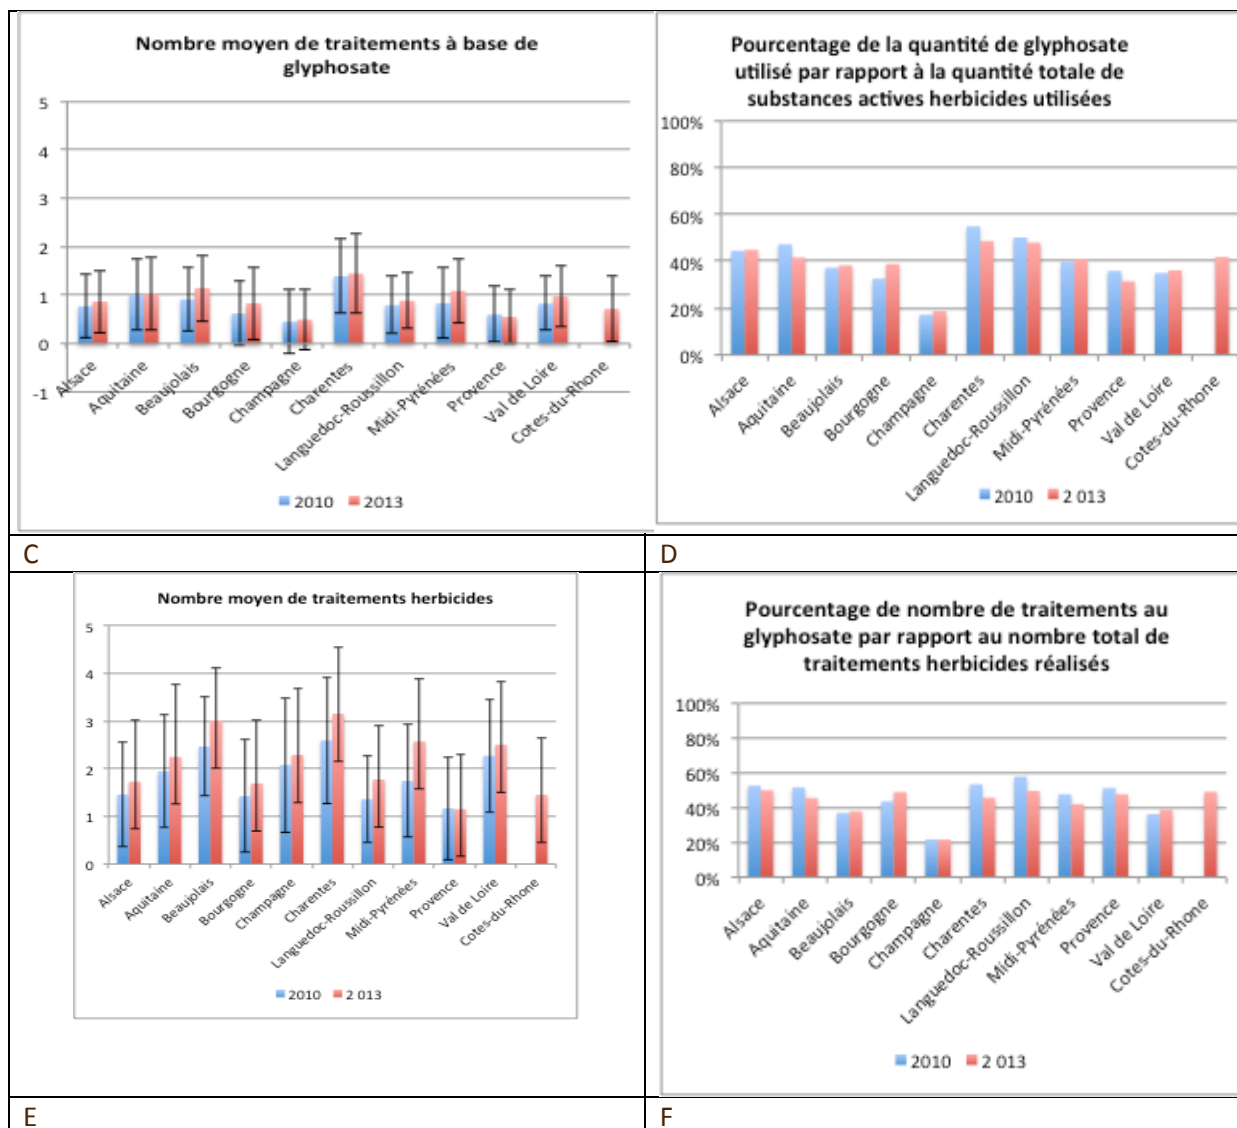 Nombre moyen de traitements à base de
glyphosate
5
4
3
2
1
0
-1
Alsace
Aquitaine
Beaujolais
Bourgogne
Champagne
Charentes
Languedoc-Roussillon
Midi-Pyrénées
Provence
Val de Loire
Cotes-du-Rhone
2010
2013
Pourcentage de la quantité de glyphosate
utilisé par rapport à la quantité totale de
substances actives herbicides utilisées
100%
80%
60%
40%
20%
0%
Alsace
Aquitaine
Beaujolais
Bourgogne
Champagne
Charentes
Languedoc-Roussillon
Midi-Pyrénées
Provence
Val de Loire
Cotes-du-Rhone
2010
2 013
C
D
Nombre moyen de traitements herbicides
5
4
3
2
1
0
Alsace
Aquitaine
Beaujolais
Bourgogne
Champagne
Charentes
Languedoc-Roussillon
Midi-Pyrénées
Provence
Val de Loire
Cotes-du-Rhone
2010
2 013
Pourcentage de nombre de traitements au
glyphosate par rapport au nombre total de
traitements herbicides réalisés
100%
80%
60%
40%
20%
0%
Alsace
Aquitaine
Beaujolais
Bourgogne
Champagne
Charentes
Languedoc-Roussillon
Midi-Pyrénées
Provence
Val de Loire
Cotes-du-Rhone
2010
2 013
E
F